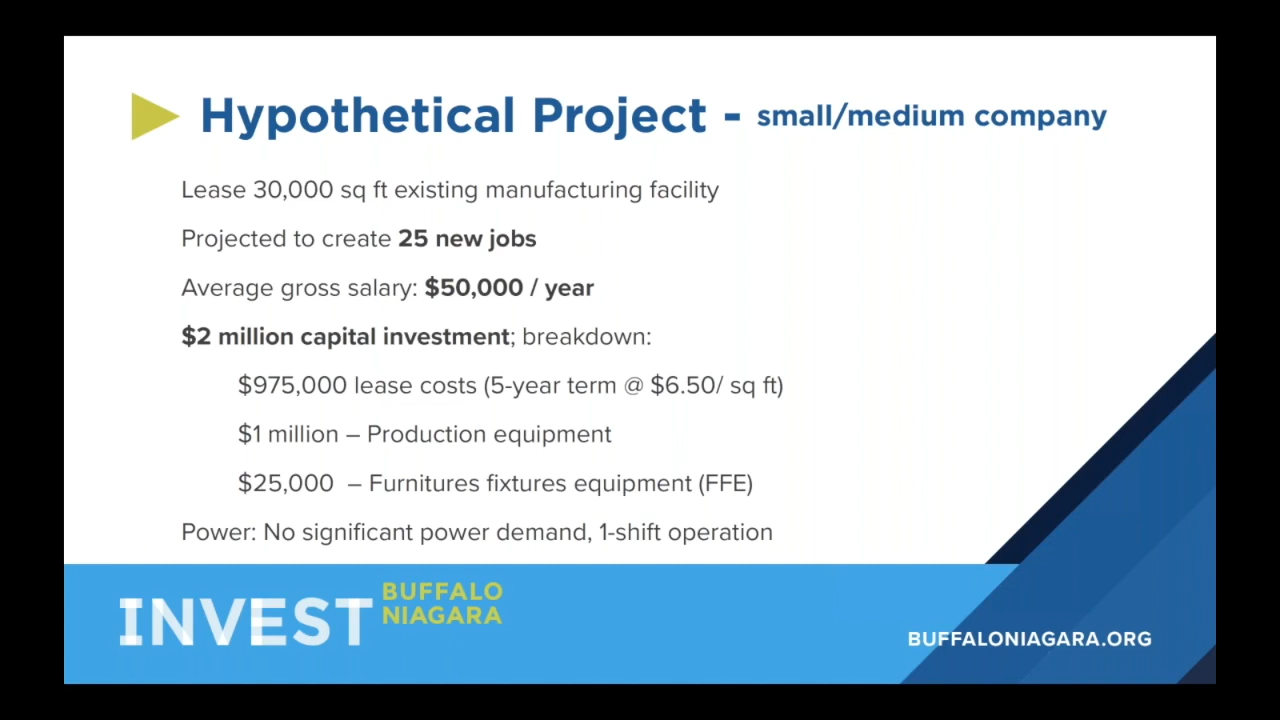 Hypothetical Project - small/medium company
Lease 30,000 sq ft existing manufacturing facility
Projected to create 25 new jobs
Average gross salary: $50,000 / year
$2 million capital investment; breakdown:
$975,000 lease costs (5-year term @ $6.50/ sq ft)
$1 million – Production equipment
$25,000 – Furnitures fixtures equipment (FFE)
Power: No significant power demand, 1-shift operation
INVEST BUFFALO
NIAGARA
BUFFALONIAGARA.ORG